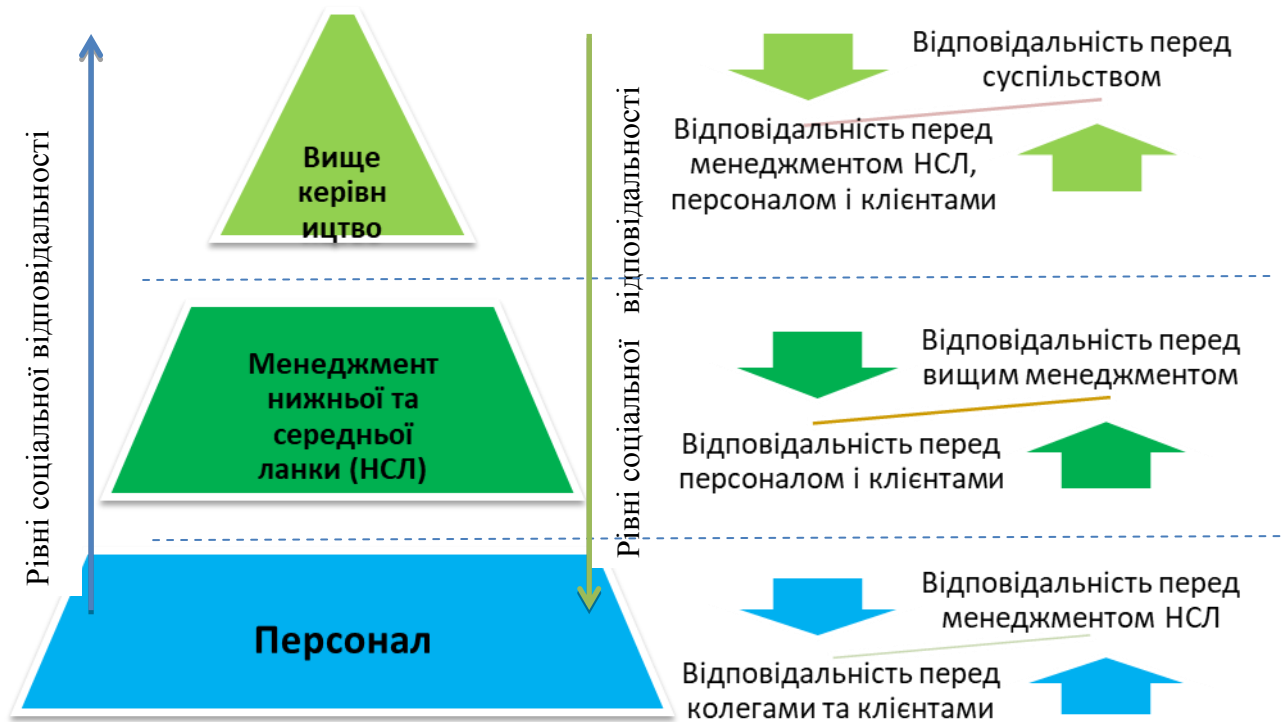 Рівні соціальної відповідальності
Вище
керівн
ицтво
Менеджмент
нижньої та
середньої
ланки (НСЛ)
Персонал
Рівні соціальної відповідальності
Відповідальність перед
суспільством
Відповідальність перед
менеджментом НСЛ,
персоналом і клієнтами
Відповідальність перед
вищим менеджментом
Відповідальність перед
персоналом і клієнтами
Відповідальність перед
менеджментом НСЛ
Відповідальність перед
колегами та клієнтами